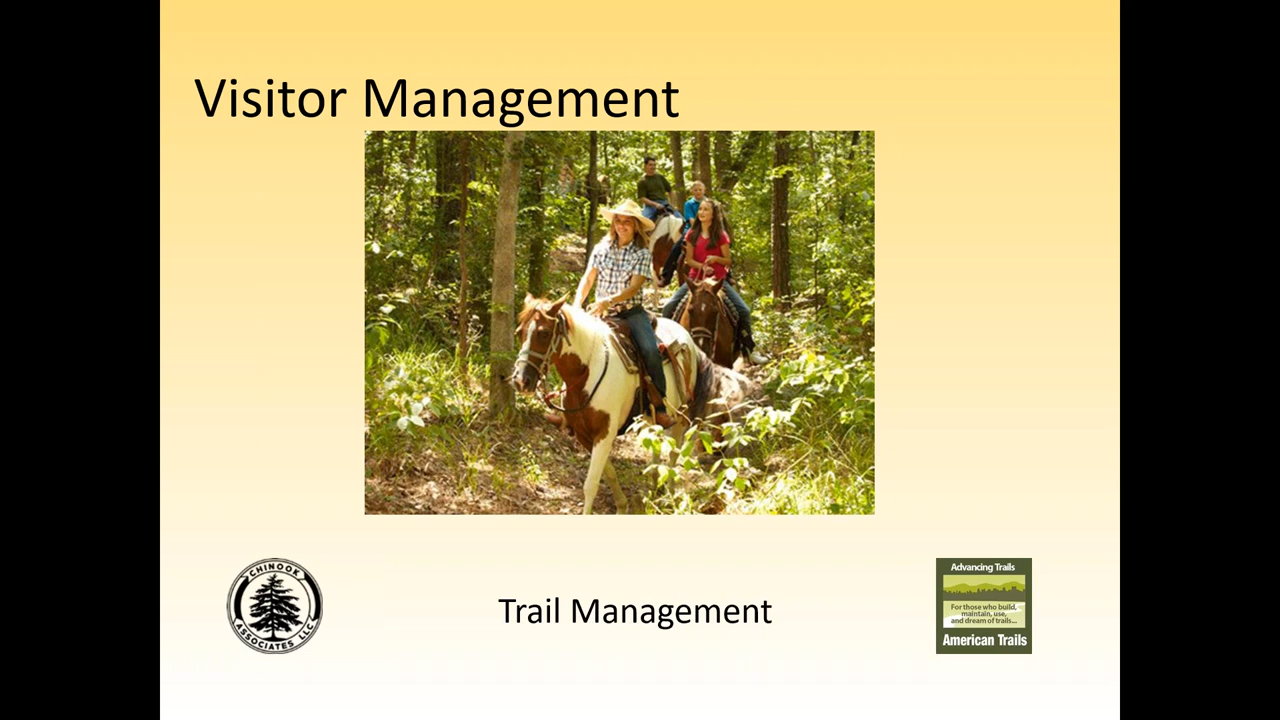 Visitor Management
CHINOOK
ASSOCIATES LLC
Trail Management
Advancing Trails
For those who build,
maintain, use,
and dream of trails...
American Trails